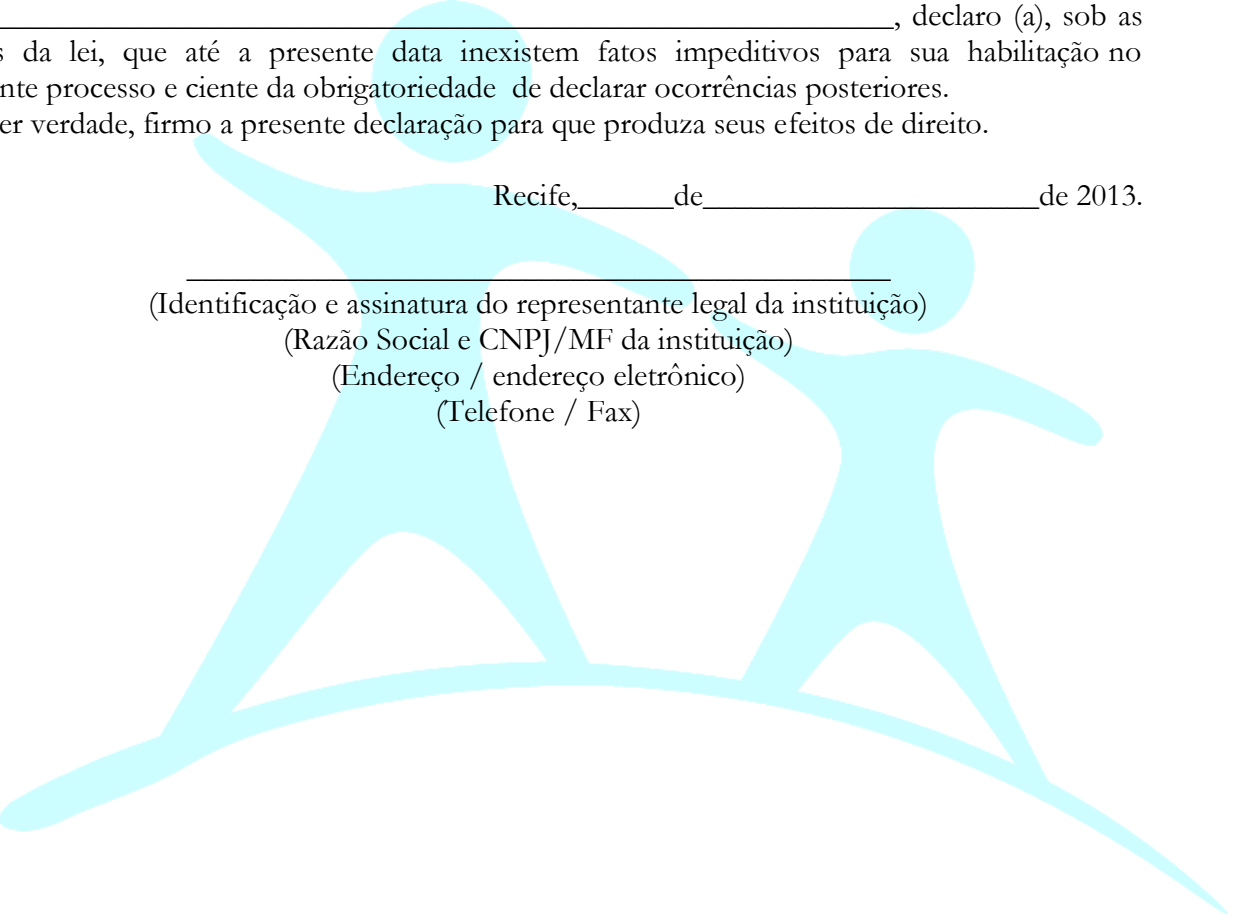 ______________________________, declaro (a), sob as
s da lei, que até a presente data inexistem fatos impeditivos para sua habilitação no
nte processo e ciente da obrigatoriedade de declarar ocorrências posteriores.
er verdade, firmo a presente declaração para que produza seus efeitos de direito.
Recife,______de_____________________de 2013.
____________________________________________
(Identificação e assinatura do representante legal da instituição)
(Razão Social e CNPJ/MF da instituição)
(Endereço / endereço eletrônico)
(Telefone / Fax)